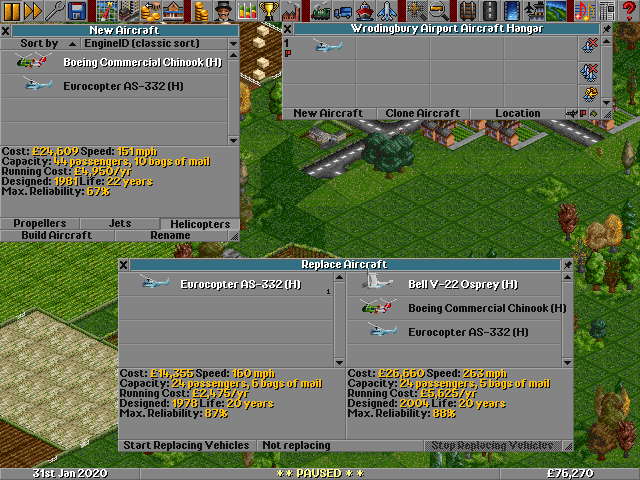 New Aircraft
Sort by EngineID (classic sort)
Boeing Commercial Chinook (H)
Eurocopter AS-332 (H)
Cost: £24,609 Speed: 151 mph
Capacity: 44 passengers, 10 bags of mail
Running Cost: £4,950/yr
Designed: 1981 Life: 22 years
Max. Reliability: 67%
Propellers Jets Helicopters
Build Aircraft Rename
Wrodingbury Airport Aircraft Hangar
1
P
New Aircraft Clone Aircraft Location P
Replace Aircraft
Eurocopter AS-332 (H)
1
Cost: £14,355 Speed: 160 mph
Capacity: 24 passengers, 6 bags of mail
Running Cost: £2,475/yr
Designed: 1978 Life: 20 years
Max. Reliability: 87%
Bell V-22 Osprey (H)
Boeing Commercial Chinook (H)
Eurocopter AS-332 (H)
Cost: £26,660 Speed: 263 mph
Capacity: 24 passengers, 5 bags of mail
Running Cost: £5,625/yr
Designed: 2004 Life: 20 years
Max. Reliability: 88%
Start Replacing Vehicles Not replacing Stop Replacing Vehicles
31st Jan 2020 ** PAUSED ** £76,270